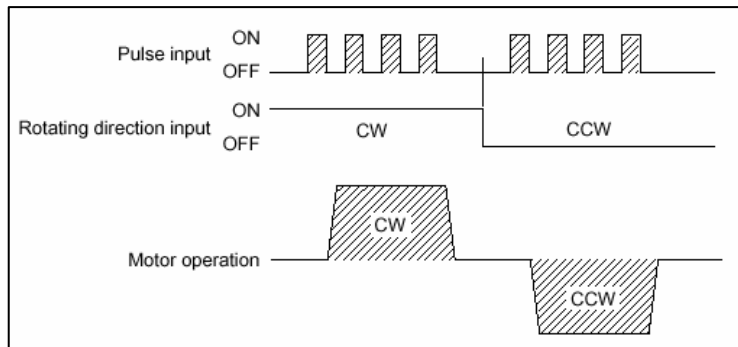 Pulse input
ON
OFF
Rotating direction input
ON
OFF
CW
CCW
Motor operation
CW
CCW